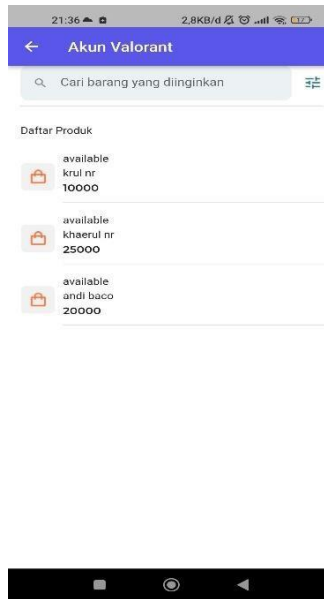 21:36 2,8KB/d
Akun Valorant
Cari barang yang diinginkan
Daftar Produk
available
krul nr
10000
available
khaerul nr
25000
available
andi baco
20000